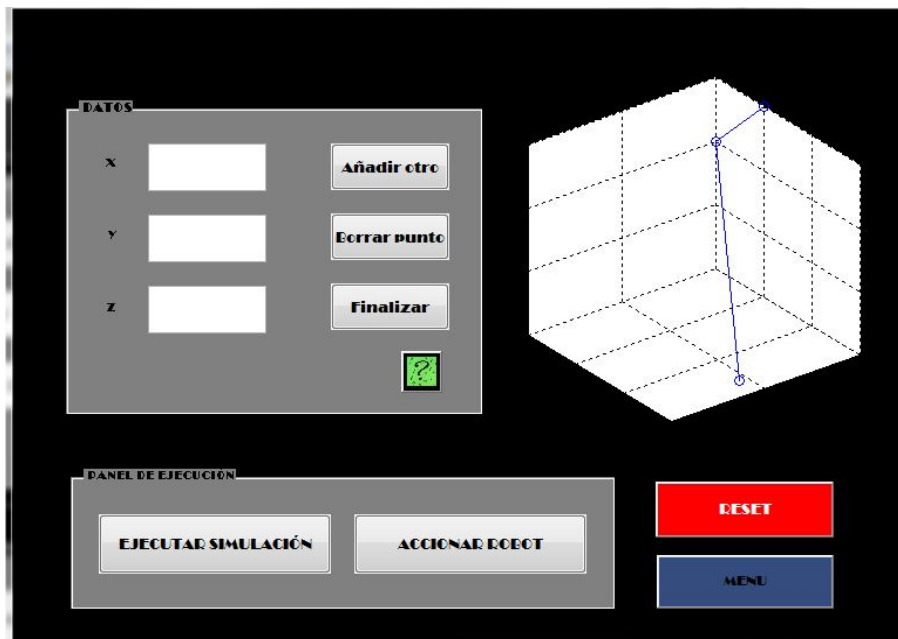 DATOS
X
Añadir otro
Y
Borrar punto
Z
Finalizar
?
PANEL DE EJECUCIÓN
EJECUTAR SIMULACIÓN
ACCIONAR ROBOT
RESET
MENU